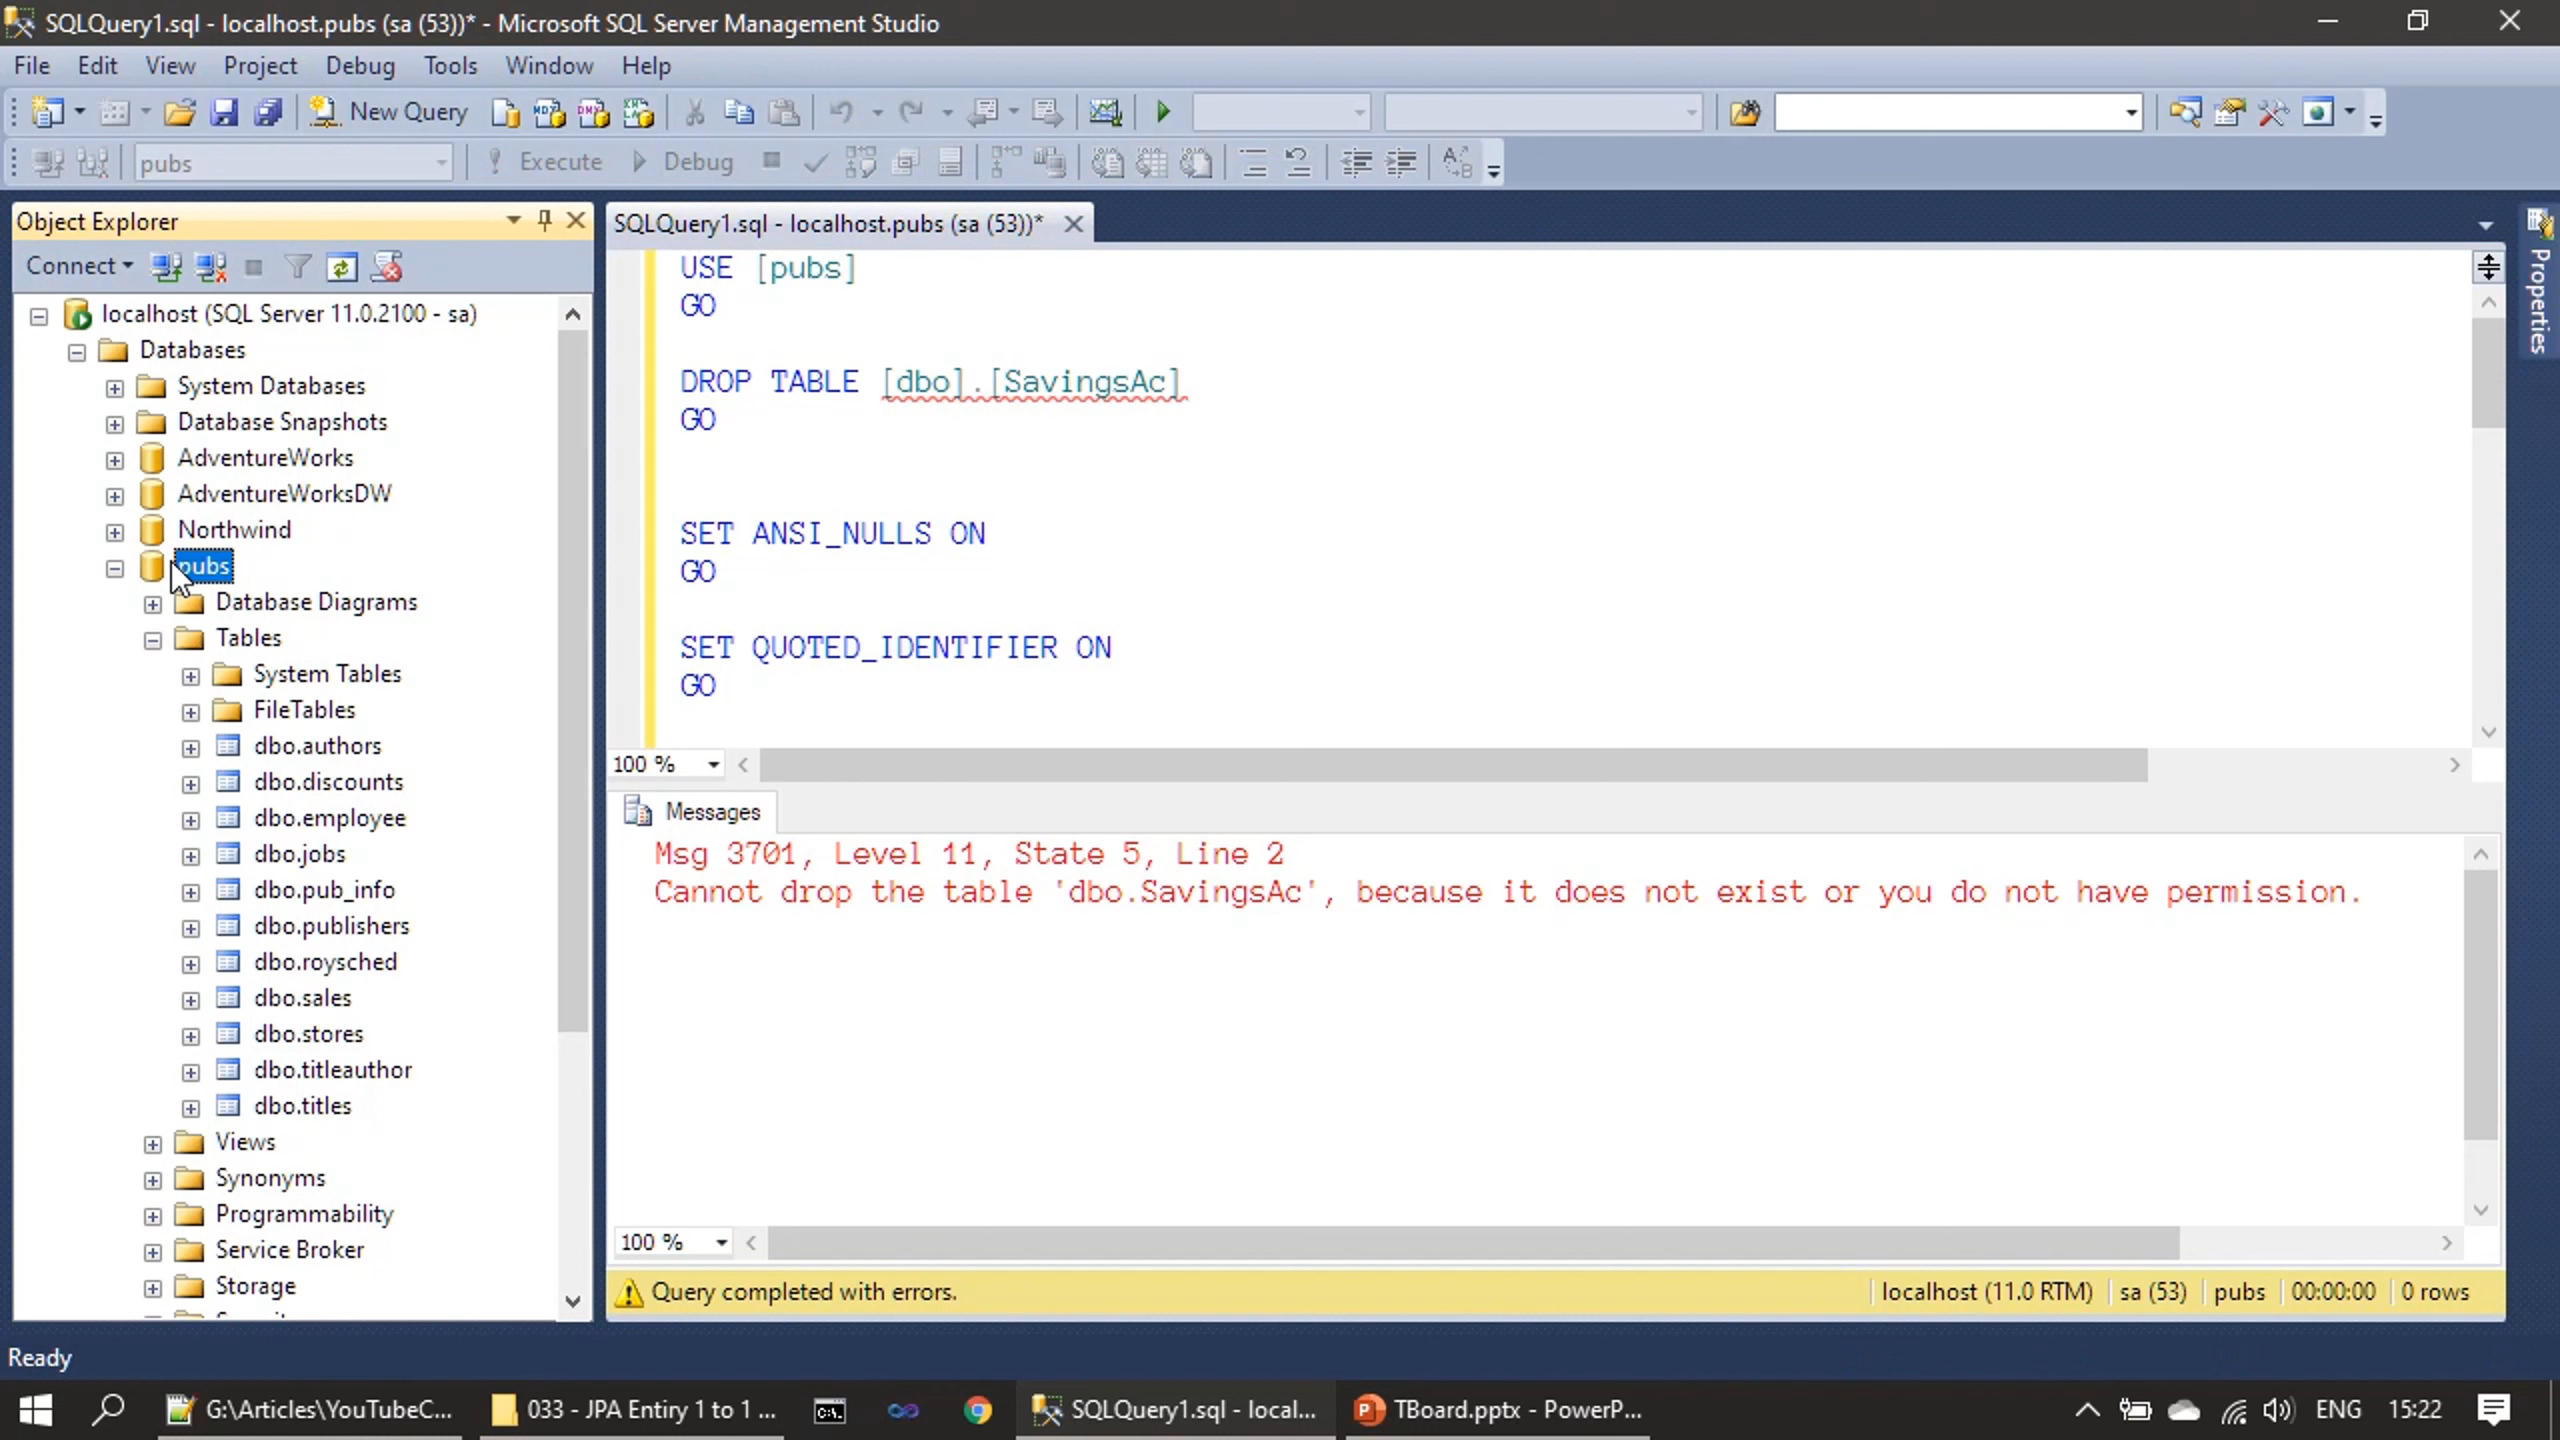 SQLQuery1.sql - localhost.pubs (sa (53))* - Microsoft SQL Server Management Studio
File Edit View Project Debug Tools Window Help
New Query
pubs Execute Debug
Object Explorer
Connect
localhost (SQL Server 11.0.2100 - sa)
Databases
System Databases
Database Snapshots
AdventureWorks
AdventureWorksDW
Northwind
pubs
Database Diagrams
Tables
System Tables
FileTables
dbo.authors
dbo.discounts
dbo.employee
dbo.jobs
dbo.pub_info
dbo.publishers
dbo.roysched
dbo.sales
dbo.stores
dbo.titleauthor
dbo.titles
Views
Synonyms
Programmability
Service Broker
Storage
SQLQuery1.sql - localhost.pubs (sa (53))*
USE [pubs]
GO
DROP TABLE [dbo].[SavingsAc]
GO
SET ANSI_NULLS ON
GO
SET QUOTED_IDENTIFIER ON
GO
100 %
Messages
Msg 3701, Level 11, State 5, Line 2
Cannot drop the table 'dbo.SavingsAc', because it does not exist or you do not have permission.
100 %
Query completed with errors. localhost (11.0 RTM) sa (53) pubs 00:00:00 0 rows
Properties
Ready
G:\Articles\YouTubeC... 033 - JPA Entiry 1 to 1 ... SQLQuery1.sql - local... TBoard.pptx - PowerP... ENG 15:22